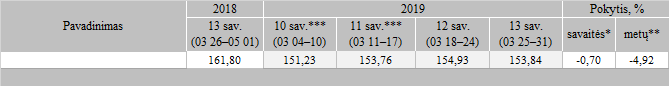 Pavadinimas 2018 2019 Pokytis, %
13 sav. (03 26–05 01) 10 sav.*** (03 04–10) 11 sav.*** (03 11–17) 12 sav. (03 18–24) 13 sav. (03 25–31) savaitės* metų**
161,80 151,23 153,76 154,93 153,84 -0,70 -4,92